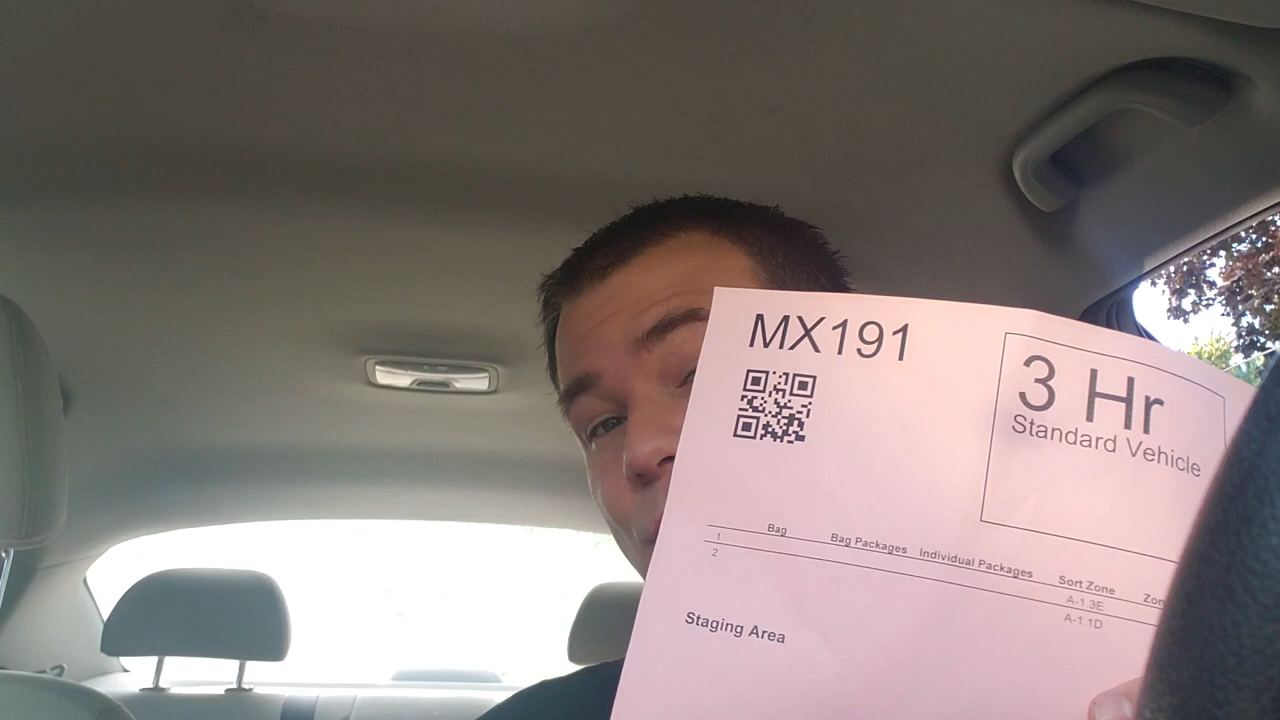 MX191
3 Hr
Standard Vehicle
Bag Bag Packages Individual Packages Sort Zone
1 A-1.3E
2 A-1.1D
Staging Area